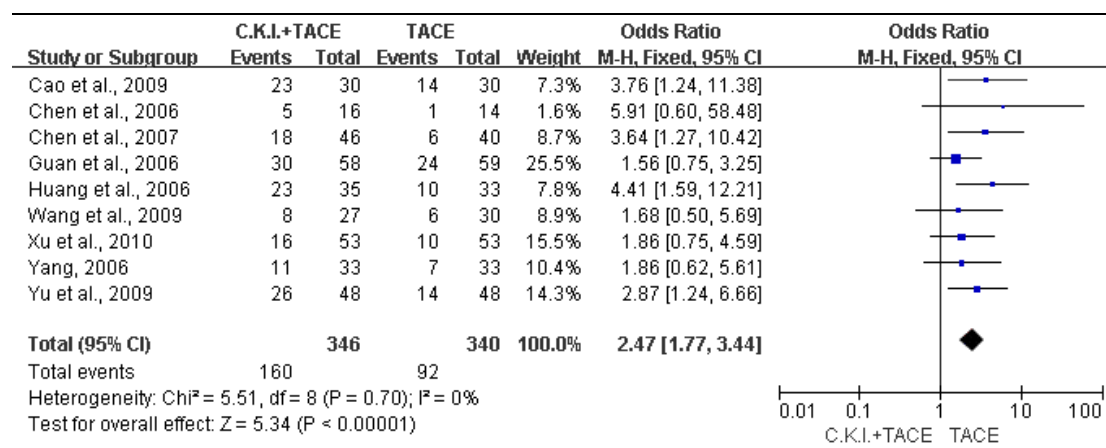 C.K.I.+TACE TACE Odds Ratio Odds Ratio
Study or Subgroup Events Total Events Total Weight M-H, Fixed, 95% CI M-H, Fixed, 95% CI
Cao et al., 2009 23 30 14 30 7.3% 3.76 [1.24, 11.38]
Chen et al., 2006 5 16 1 14 1.6% 5.91 [0.60, 58.48]
Chen et al., 2007 18 46 6 40 8.7% 3.64 [1.27, 10.42]
Guan et al., 2006 30 58 24 59 25.5% 1.56 [0.75, 3.25]
Huang et al., 2006 23 35 10 33 7.8% 4.41 [1.59, 12.21]
Wang et al., 2009 8 27 6 30 8.9% 1.68 [0.50, 5.69]
Xu et al., 2010 16 53 10 53 15.5% 1.86 [0.75, 4.59]
Yang, 2006 11 33 7 33 10.4% 1.86 [0.62, 5.61]
Yu et al., 2009 26 48 14 48 14.3% 2.87 [1.24, 6.66]
Total (95% CI) 346 340 100.0% 2.47 [1.77, 3.44]
Total events 160 92
Heterogeneity: Chi² = 5.51, df = 8 (P = 0.70); I² = 0%
Test for overall effect: Z = 5.34 (P < 0.00001)
0.01 0.1 1 10 100
C.K.I.+TACE TACE